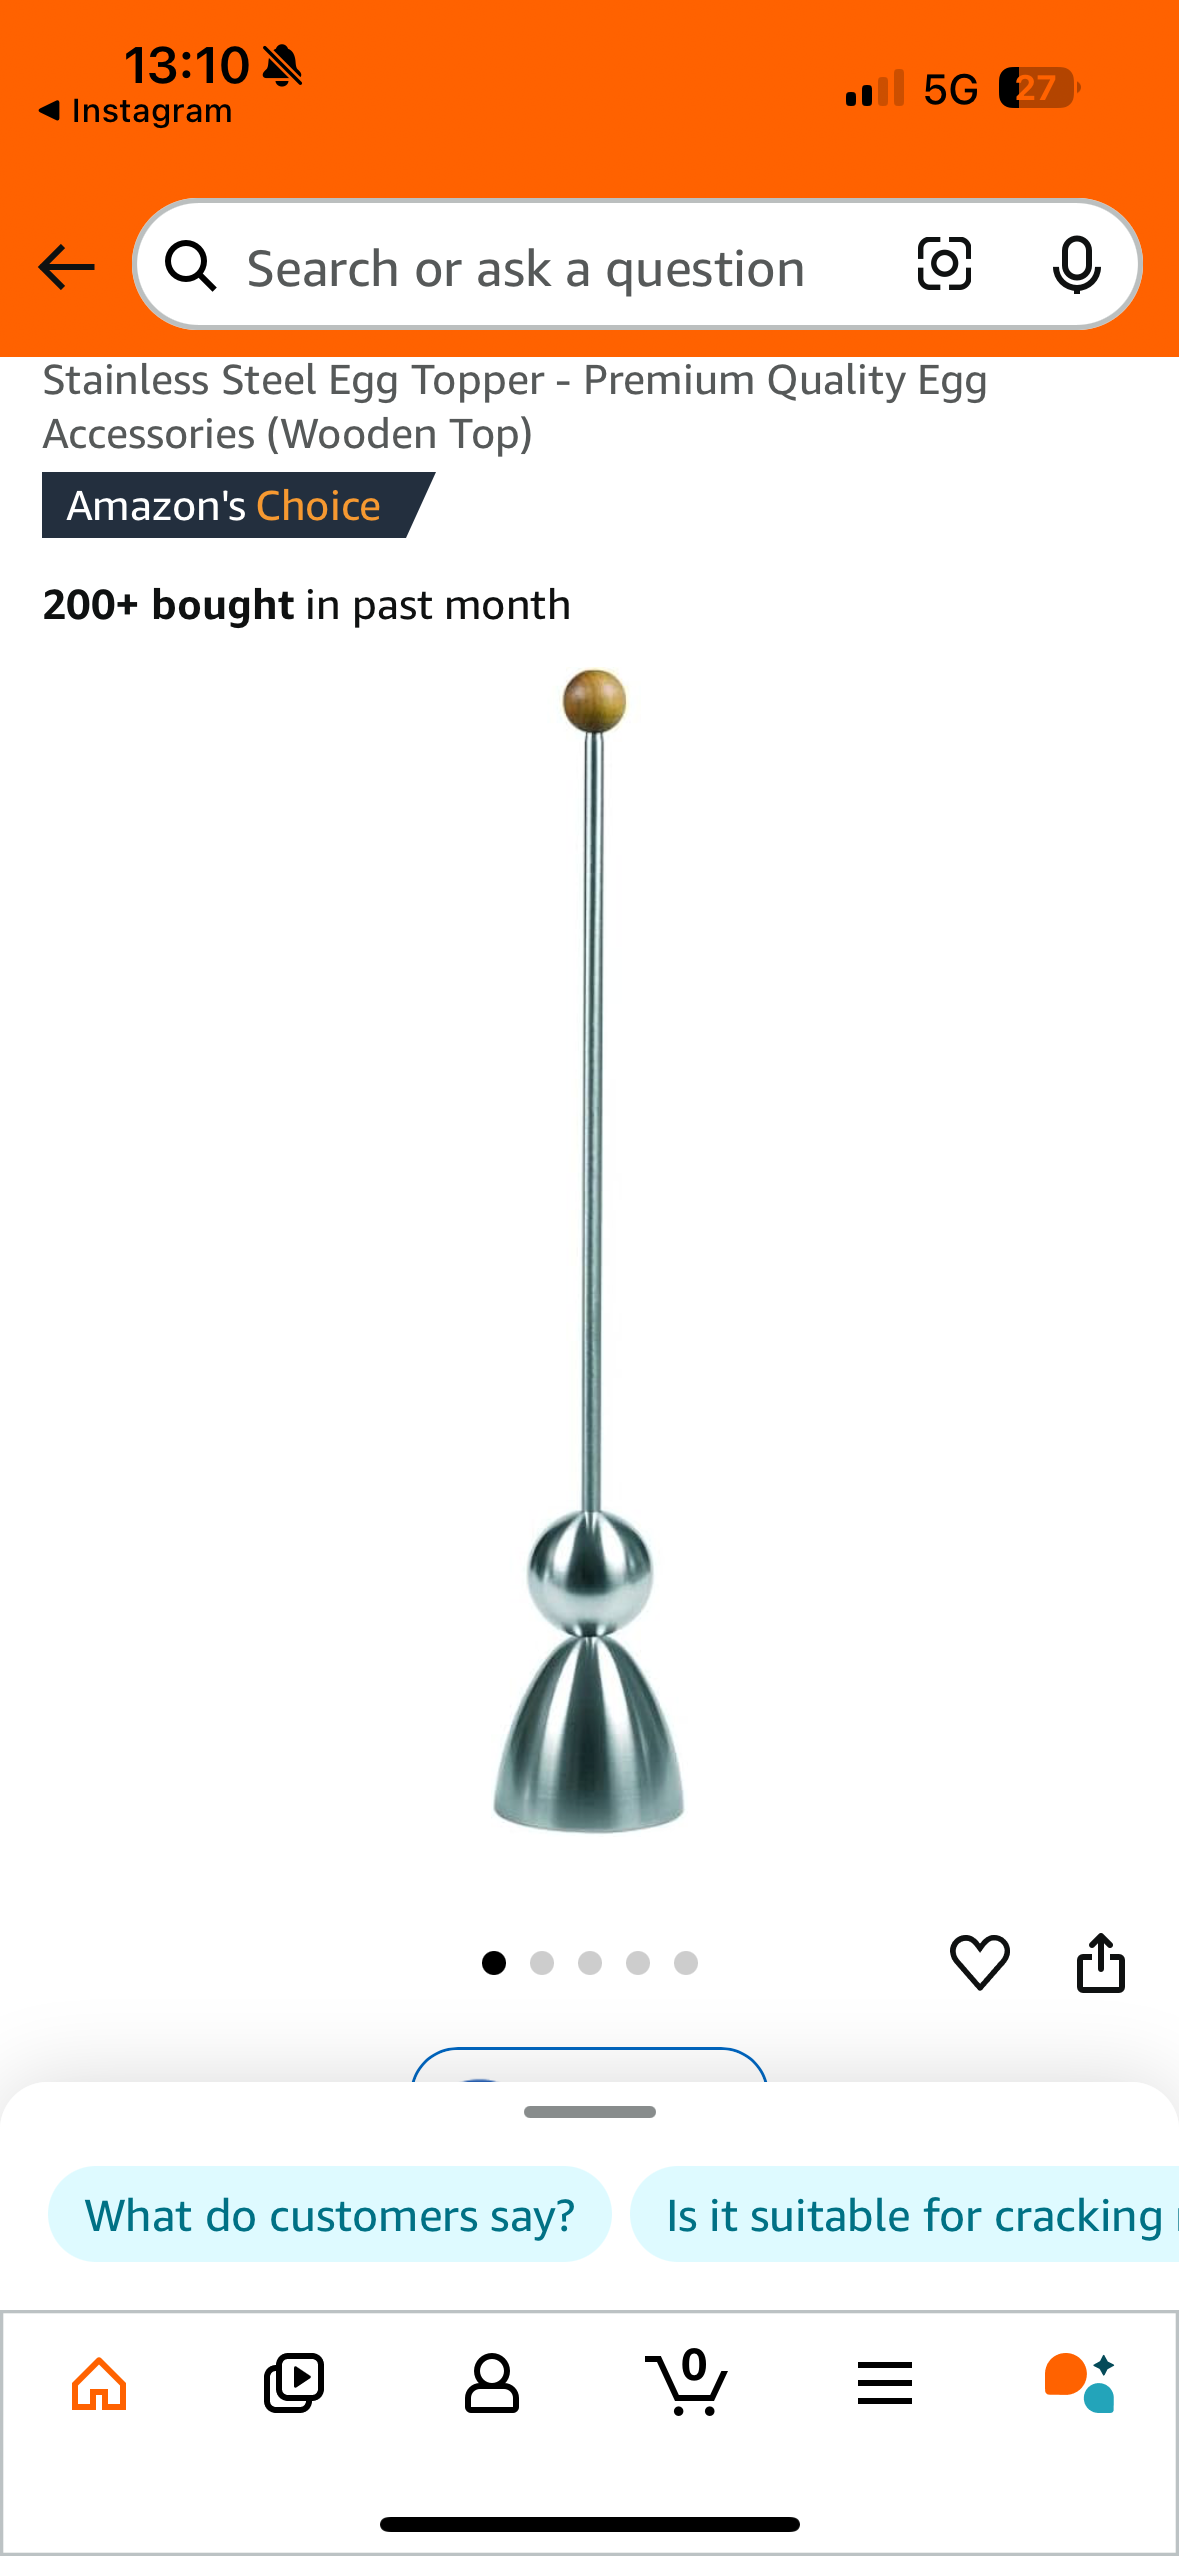 13:10
◀ Instagram
5G
27
Search or ask a question
Stainless Steel Egg Topper - Premium Quality Egg
Accessories (Wooden Top)
Amazon's Choice
200+ bought in past month
What do customers say?
Is it suitable for cracking
0